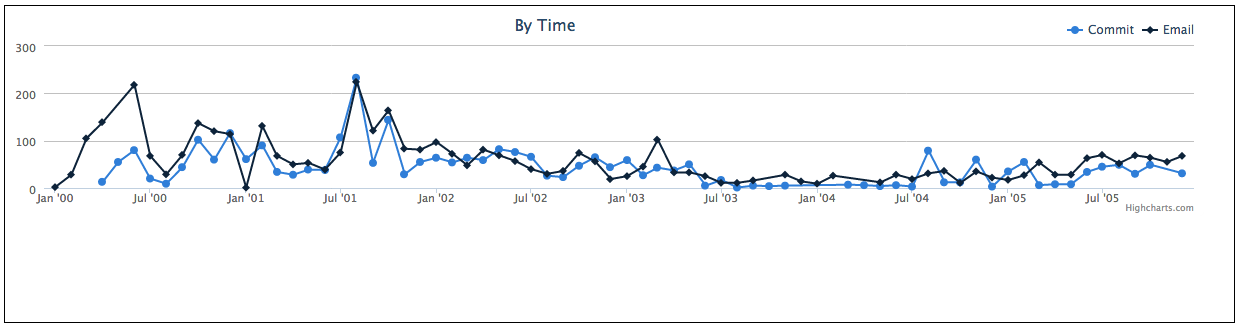 By Time
Commit Email
300
200
100
0
Jan '00 Jul '00 Jan '01 Jul '01 Jan '02 Jul '02 Jan '03 Jul '03 Jan '04 Jul '04 Jan '05 Jul '05
Highcharts.com